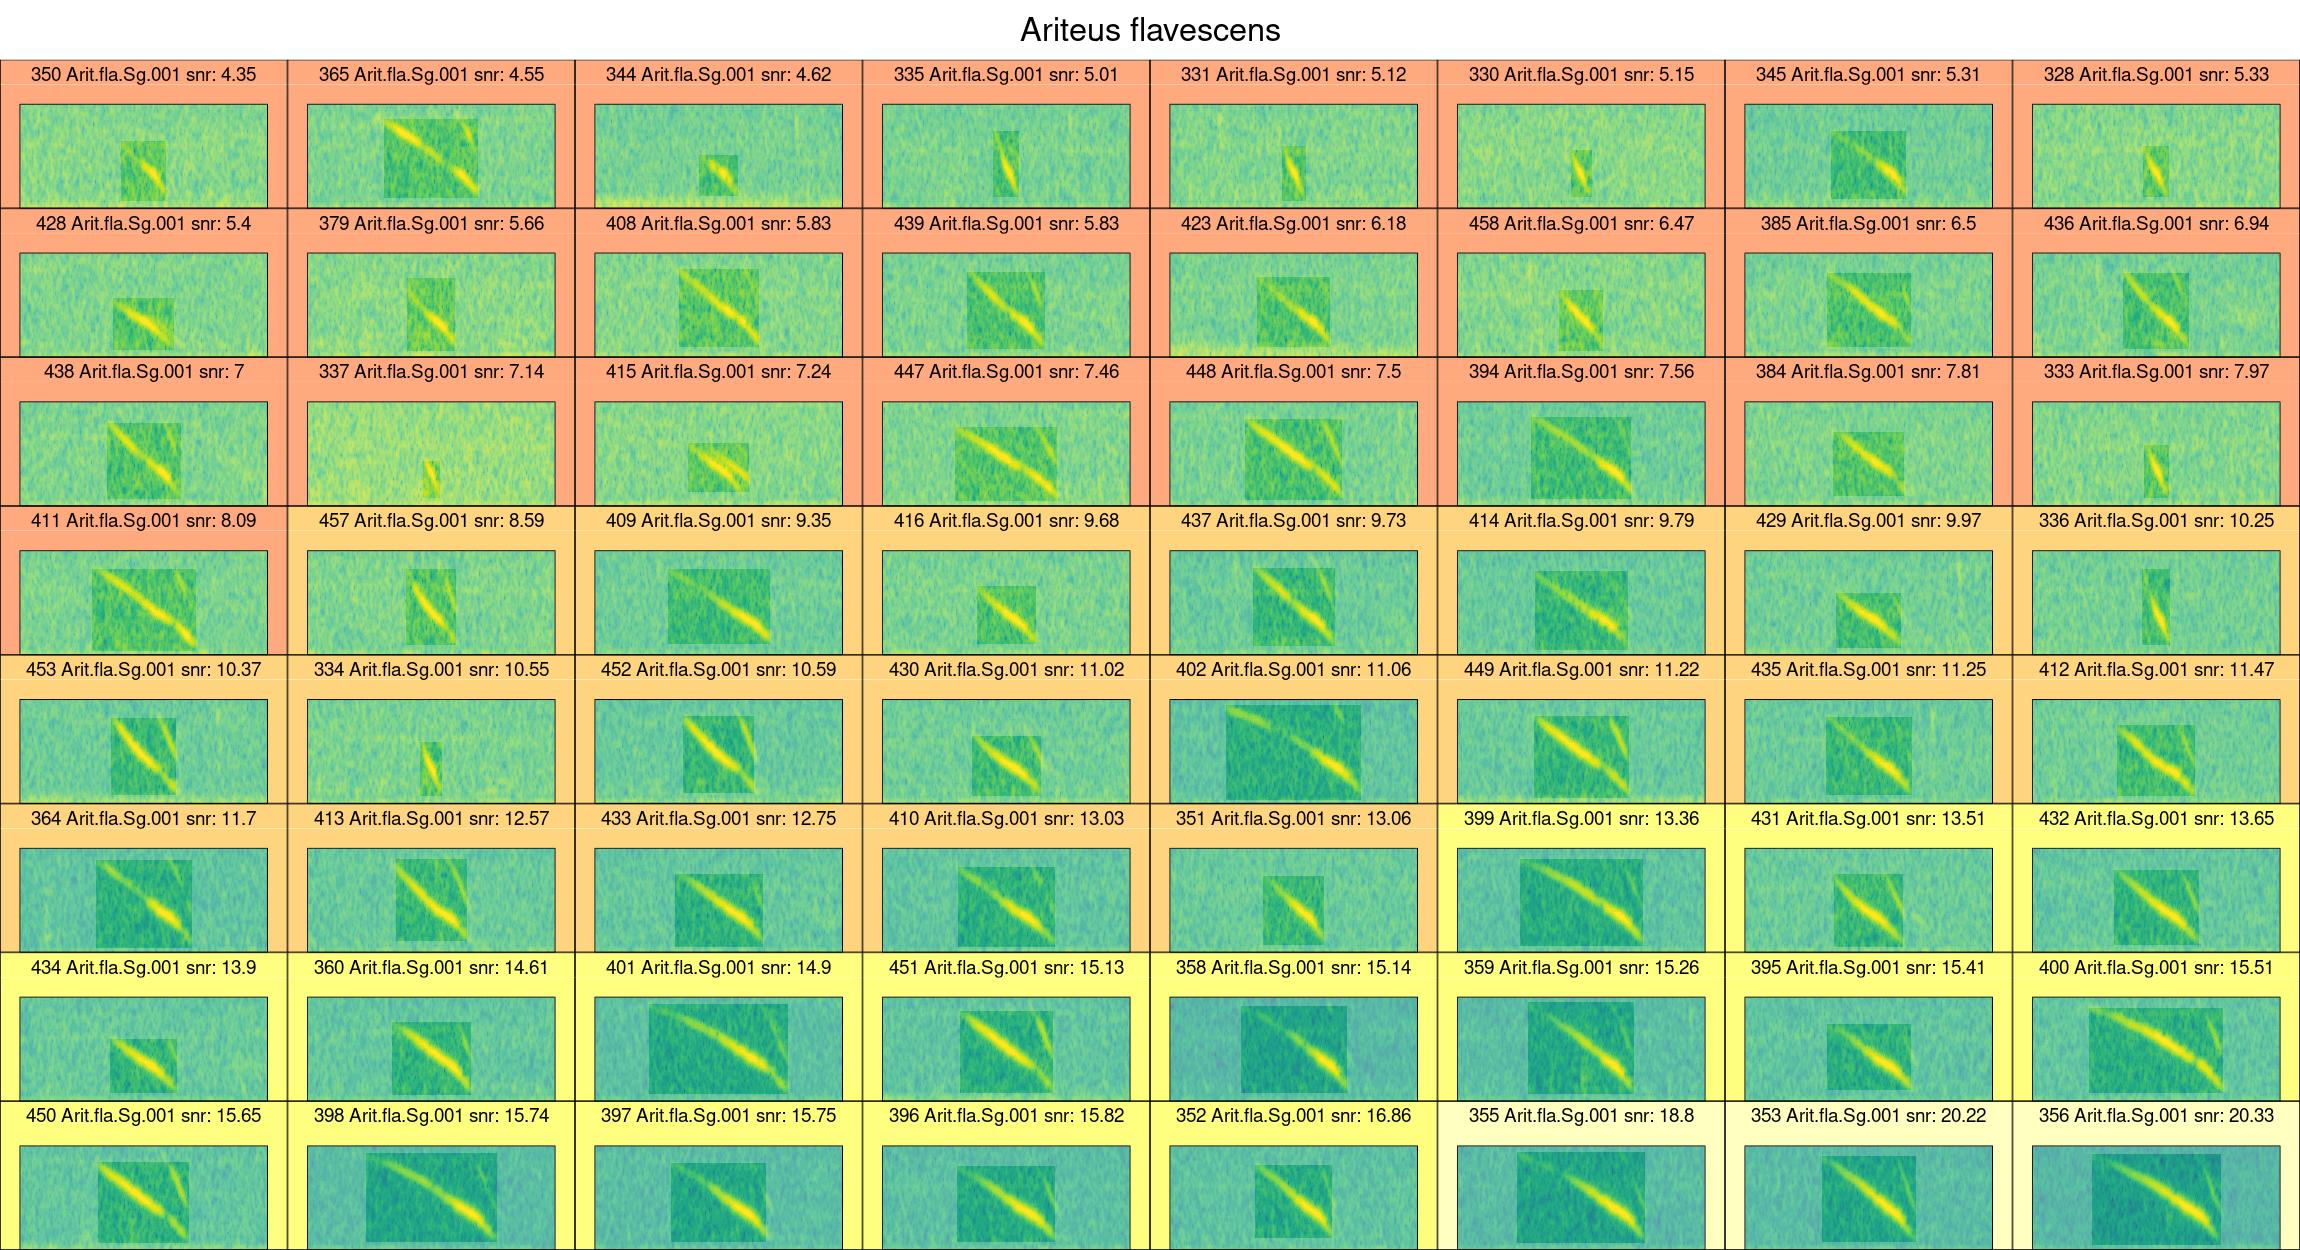 Ariteus flavescens
350 Arit.fla.Sg.001 snr: 4.35
365 Arit.fla.Sg.001 snr: 4.55
344 Arit.fla.Sg.001 snr: 4.62
335 Arit.fla.Sg.001 snr: 5.01
331 Arit.fla.Sg.001 snr: 5.12
330 Arit.fla.Sg.001 snr: 5.15
345 Arit.fla.Sg.001 snr: 5.31
328 Arit.fla.Sg.001 snr: 5.33
428 Arit.fla.Sg.001 snr: 5.4
379 Arit.fla.Sg.001 snr: 5.66
408 Arit.fla.Sg.001 snr: 5.83
439 Arit.fla.Sg.001 snr: 5.83
423 Arit.fla.Sg.001 snr: 6.18
458 Arit.fla.Sg.001 snr: 6.47
385 Arit.fla.Sg.001 snr: 6.5
436 Arit.fla.Sg.001 snr: 6.94
438 Arit.fla.Sg.001 snr: 7
337 Arit.fla.Sg.001 snr: 7.14
415 Arit.fla.Sg.001 snr: 7.24
447 Arit.fla.Sg.001 snr: 7.46
448 Arit.fla.Sg.001 snr: 7.5
394 Arit.fla.Sg.001 snr: 7.56
384 Arit.fla.Sg.001 snr: 7.81
333 Arit.fla.Sg.001 snr: 7.97
411 Arit.fla.Sg.001 snr: 8.09
457 Arit.fla.Sg.001 snr: 8.59
409 Arit.fla.Sg.001 snr: 9.35
416 Arit.fla.Sg.001 snr: 9.68
437 Arit.fla.Sg.001 snr: 9.73
414 Arit.fla.Sg.001 snr: 9.79
429 Arit.fla.Sg.001 snr: 9.97
336 Arit.fla.Sg.001 snr: 10.25
453 Arit.fla.Sg.001 snr: 10.37
334 Arit.fla.Sg.001 snr: 10.55
452 Arit.fla.Sg.001 snr: 10.59
430 Arit.fla.Sg.001 snr: 11.02
402 Arit.fla.Sg.001 snr: 11.06
449 Arit.fla.Sg.001 snr: 11.22
435 Arit.fla.Sg.001 snr: 11.25
412 Arit.fla.Sg.001 snr: 11.47
364 Arit.fla.Sg.001 snr: 11.7
413 Arit.fla.Sg.001 snr: 12.57
433 Arit.fla.Sg.001 snr: 12.75
410 Arit.fla.Sg.001 snr: 13.03
351 Arit.fla.Sg.001 snr: 13.06
399 Arit.fla.Sg.001 snr: 13.36
431 Arit.fla.Sg.001 snr: 13.51
432 Arit.fla.Sg.001 snr: 13.65
434 Arit.fla.Sg.001 snr: 13.9
360 Arit.fla.Sg.001 snr: 14.61
401 Arit.fla.Sg.001 snr: 14.9
451 Arit.fla.Sg.001 snr: 15.13
358 Arit.fla.Sg.001 snr: 15.14
359 Arit.fla.Sg.001 snr: 15.26
395 Arit.fla.Sg.001 snr: 15.41
400 Arit.fla.Sg.001 snr: 15.51
450 Arit.fla.Sg.001 snr: 15.65
398 Arit.fla.Sg.001 snr: 15.74
397 Arit.fla.Sg.001 snr: 15.75
396 Arit.fla.Sg.001 snr: 15.82
352 Arit.fla.Sg.001 snr: 16.86
355 Arit.fla.Sg.001 snr: 18.8
353 Arit.fla.Sg.001 snr: 20.22
356 Arit.fla.Sg.001 snr: 20.33